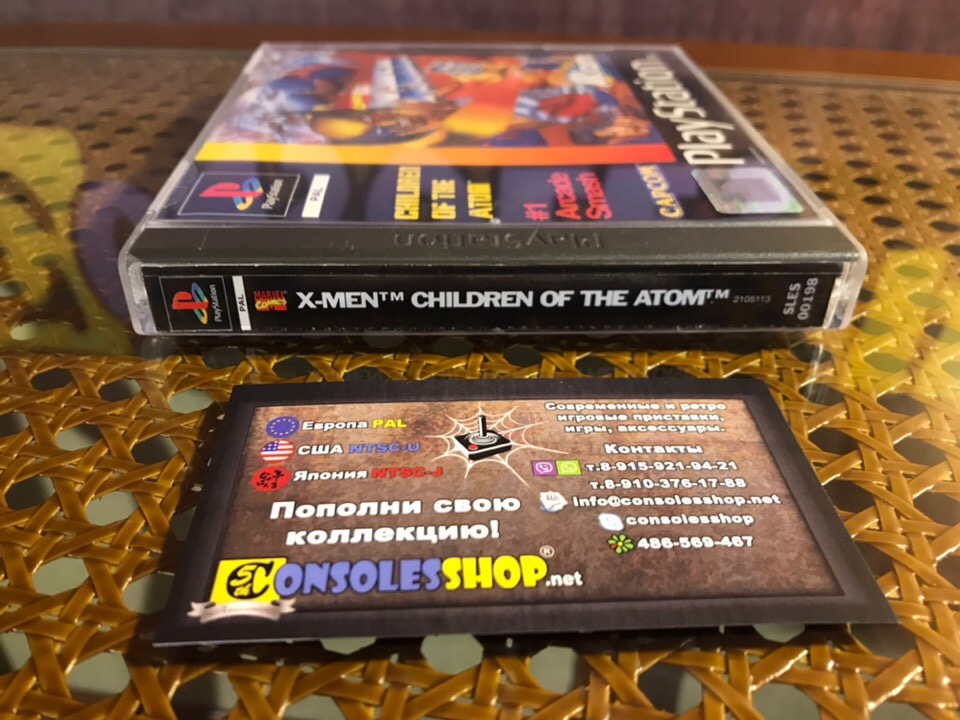 PlayStation
PlayStation
PAL
CHILDREN
OF THE
ATOM
#1
Arcade
Smash
CAPCOM
PlayStation
PlayStation
PAL
MARVEL
COMICS
X-MEN™ CHILDREN OF THE ATOM™
2105113
SLES
00198
Европа PAL
США NTSC-U
Япония NTSC-J
Пополни свою
коллекцию!
CONSOLESSHOP®.net
Современные и ретро
игровые приставки,
игры, аксессуары.
Контакты
т.8-915-921-94-21
т.8-910-376-17-88
info@consolesshop.net
consolesshop
486-569-467